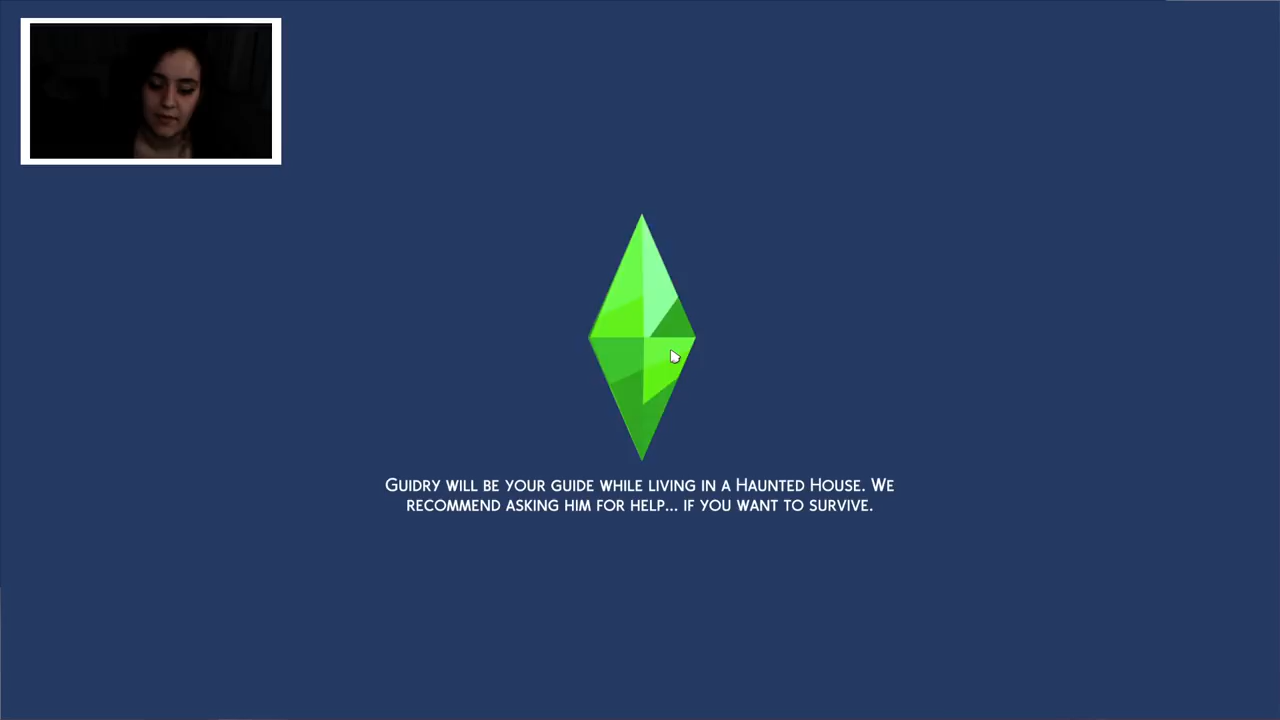 Guidry will be your guide while living in a Haunted House. We
recommend asking him for help... if you want to survive.